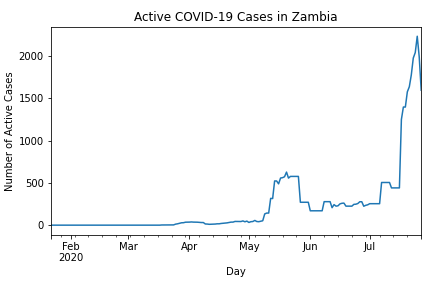 Active COVID-19 Cases in Zambia
Number of Active Cases
2000
1500
1000
500
0
Feb Mar Apr May Jun Jul
2020
Day